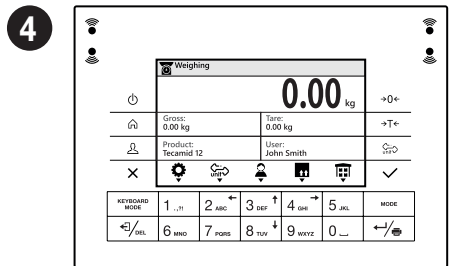 4
Weighing
0.00 kg
→0←
Gross:
0.00 kg
Tare:
0.00 kg
→T←
Product:
Tecamid 12
User:
John Smith
unit
unit
KEYBOARD
MODE
1 .,?!
2 ABC
3 DEF
4 GHI
5 JKL
MODE
/DEL
6 MNO
7 PQRS
8 TUV
9 WXYZ
0